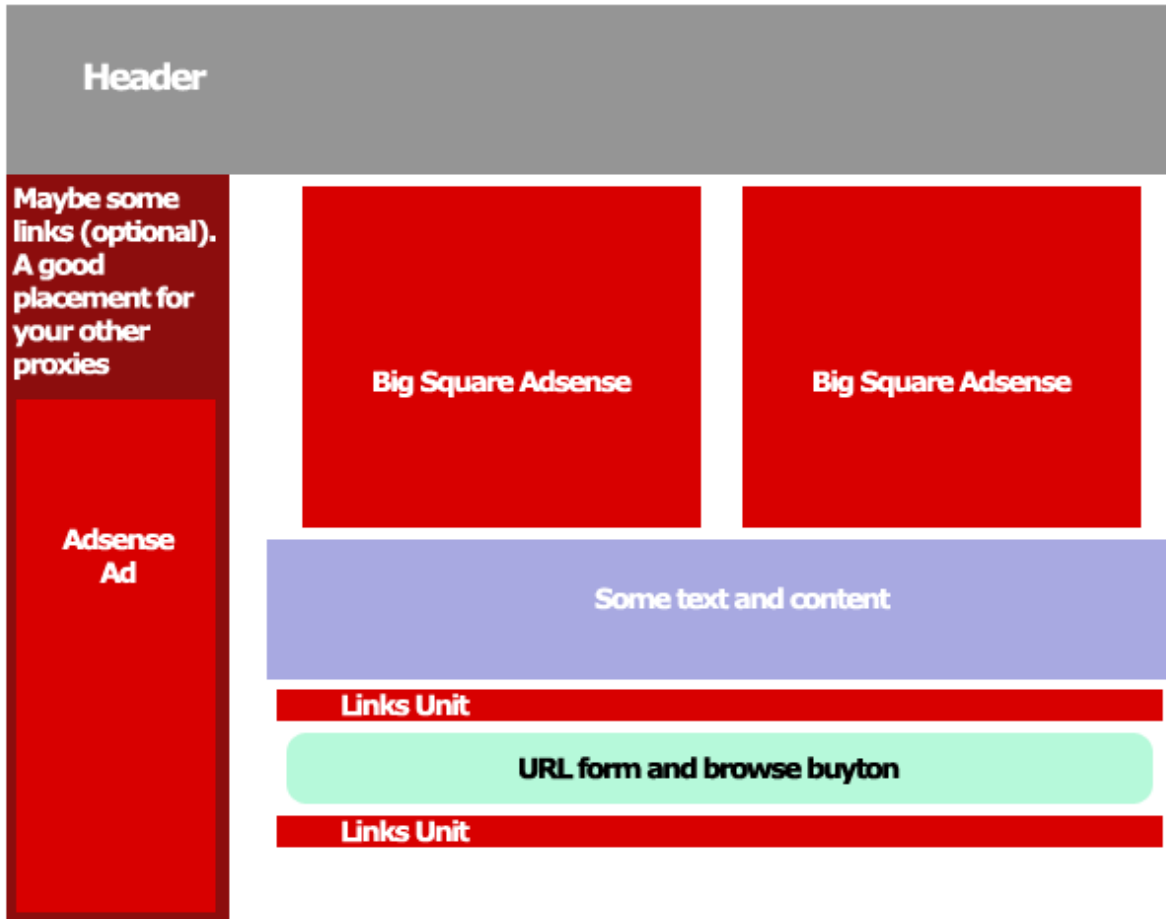 Header
Maybe some
links (optional).
A good
placement for
your other
proxies
Adsense
Ad
Big Square Adsense
Big Square Adsense
Some text and content
Links Unit
URL form and browse buyton
Links Unit